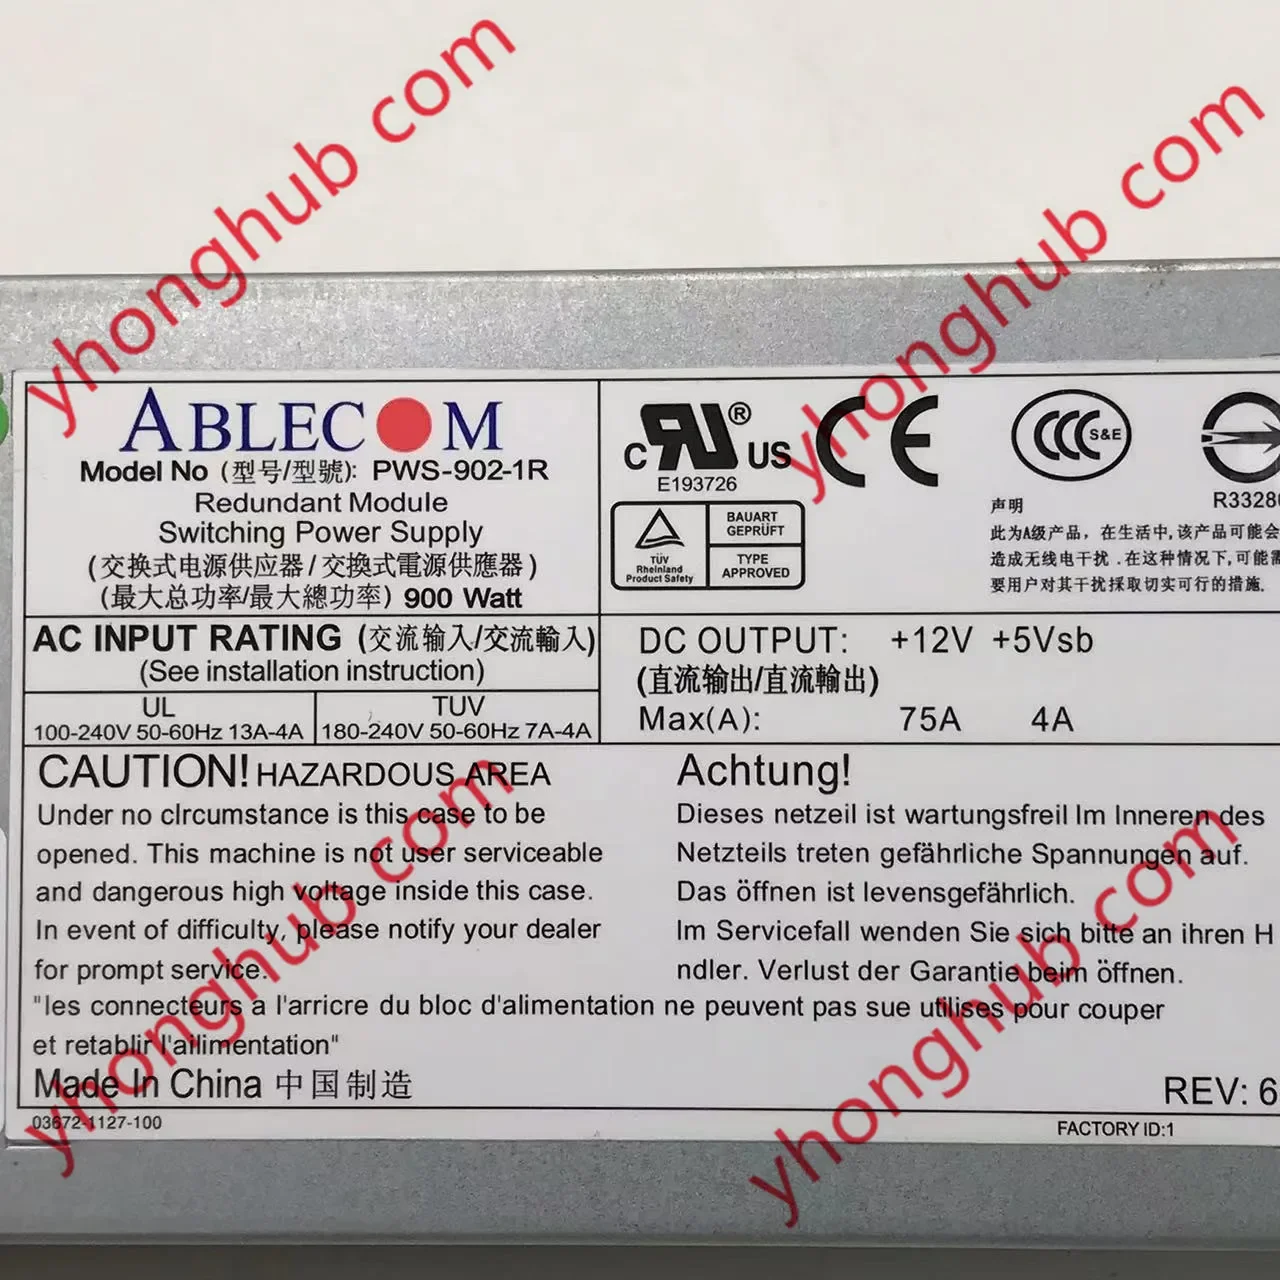 yhonghub com
yhonghub com
ABLECOM
Model No (型号/型號): PWS-902-1R
Redundant Module
Switching Power Supply
(交换式电源供应器/交換式電源供應器)
(最大总功率/最大總功率) 900 Watt
AC INPUT RATING (交流输入/交流輸入)
(See installation instruction)
UL
100-240V 50-60Hz 13A-4A
TUV
180-240V 50-60Hz 7A-4A
c RU ® US
E193726
CE
CCC S&E
R33280
TÜV
Rheinland
Product Safety
BAUART
GEPRÜFT
TYPE
APPROVED
声明
此为A级产品，在生活中,该产品可能会
造成无线电干扰.在这种情况下,可能需
要用户对其干扰採取切实可行的措施.
DC OUTPUT: +12V +5Vsb
(直流输出/直流輸出)
Max(A): 75A 4A
CAUTION! HAZARDOUS AREA
Under no cIrcumstance is this case to be
opened. This machine is not user serviceable
and dangerous high voltage inside this case.
In event of difficulty, please notify your dealer
for prompt service.
Achtung!
Dieses netzeil ist wartungsfreil Im Inneren des
Netzteils treten gefährliche Spannungen auf.
Das öffnen ist levensgefährlich.
Im Servicefall wenden Sie sich bitte an ihren H
ndler. Verlust der Garantie beim öffnen.
"les connecteurs a l'arricre du bloc d'alimentation ne peuvent pas sue utilises pour couper
et retablir l'allimentation"
Made In China 中国制造
REV: 6
03672-1127-100
FACTORY ID:1
yhonghub com
yhonghub com